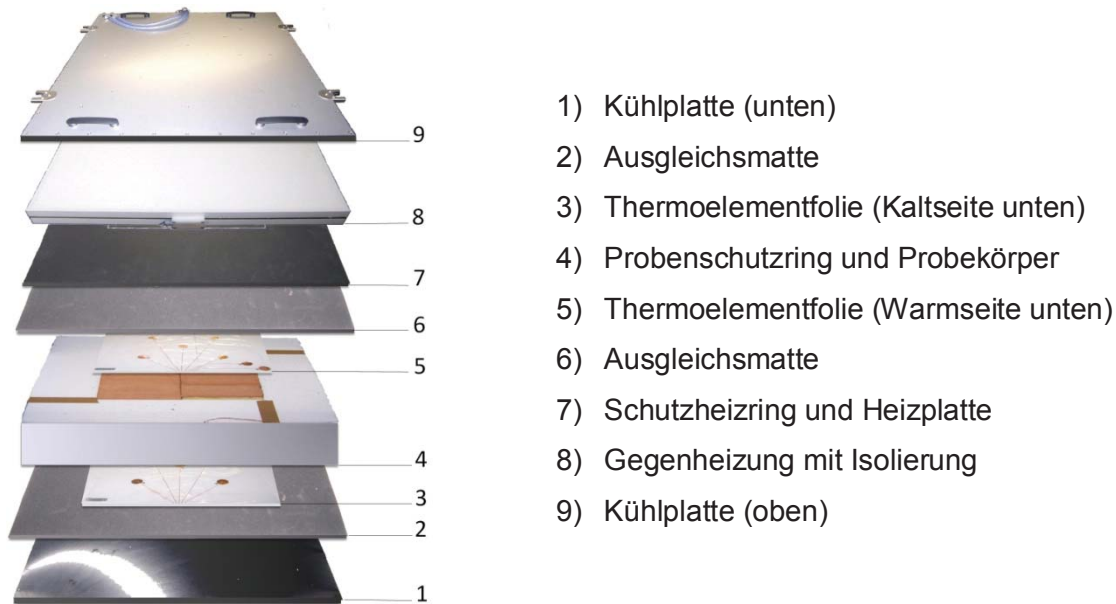 9
8
7
6
5
4
3
2
1
1) Kühlplatte (unten)
2) Ausgleichsmatte
3) Thermoelementfolie (Kaltseite unten)
4) Probenschutzring und Probekörper
5) Thermoelementfolie (Warmseite unten)
6) Ausgleichsmatte
7) Schutzheizring und Heizplatte
8) Gegenheizung mit Isolierung
9) Kühlplatte (oben)